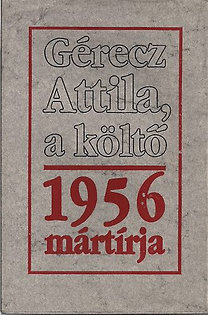 Gérecz
Attila,
a költő
1956
mártírja